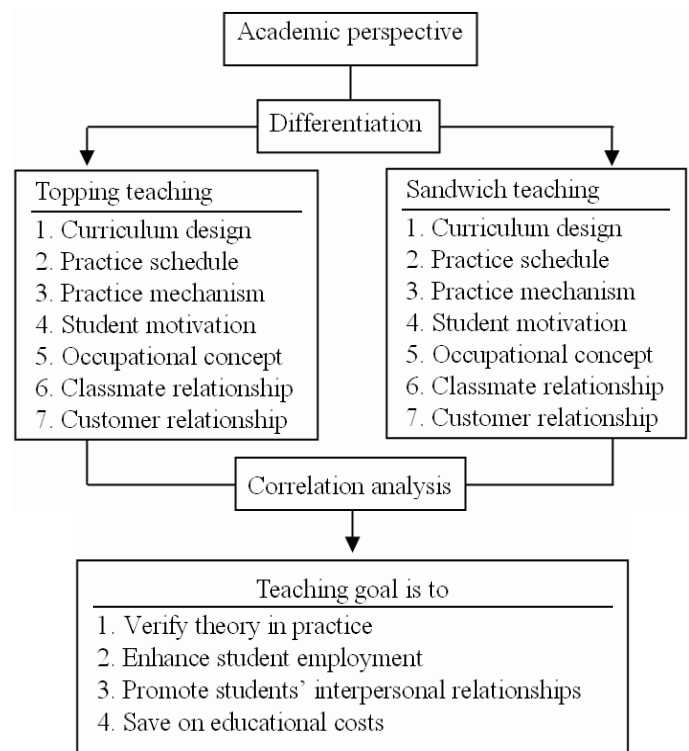 Academic perspective
Differentiation
Topping teaching
1. Curriculum design
2. Practice schedule
3. Practice mechanism
4. Student motivation
5. Occupational concept
6. Classmate relationship
7. Customer relationship
Sandwich teaching
1. Curriculum design
2. Practice schedule
3. Practice mechanism
4. Student motivation
5. Occupational concept
6. Classmate relationship
7. Customer relationship
Correlation analysis
Teaching goal is to
1. Verify theory in practice
2. Enhance student employment
3. Promote students’ interpersonal relationships
4. Save on educational costs